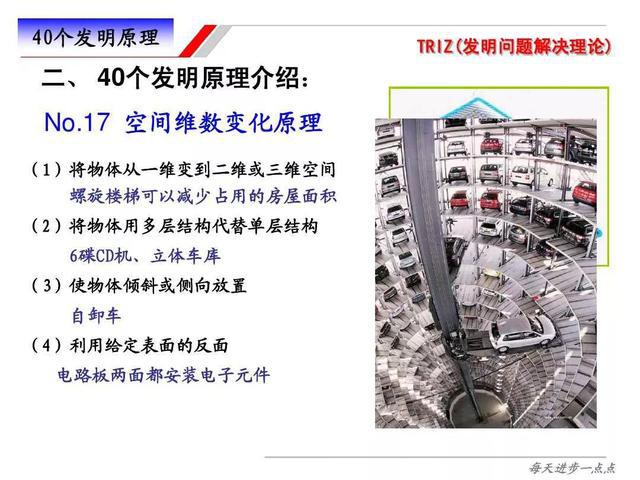 40个发明原理
TRIZ(发明问题解决理论)
二、 40个发明原理介绍：
No.17 空间维数变化原理
（1）将物体从一维变到二维或三维空间
螺旋楼梯可以减少占用的房屋面积
（2）将物体用多层结构代替单层结构
6碟CD机、立体车库
（3）使物体倾斜或侧向放置
自卸车
（4）利用给定表面的反面
电路板两面都安装电子元件
每天进步一点点